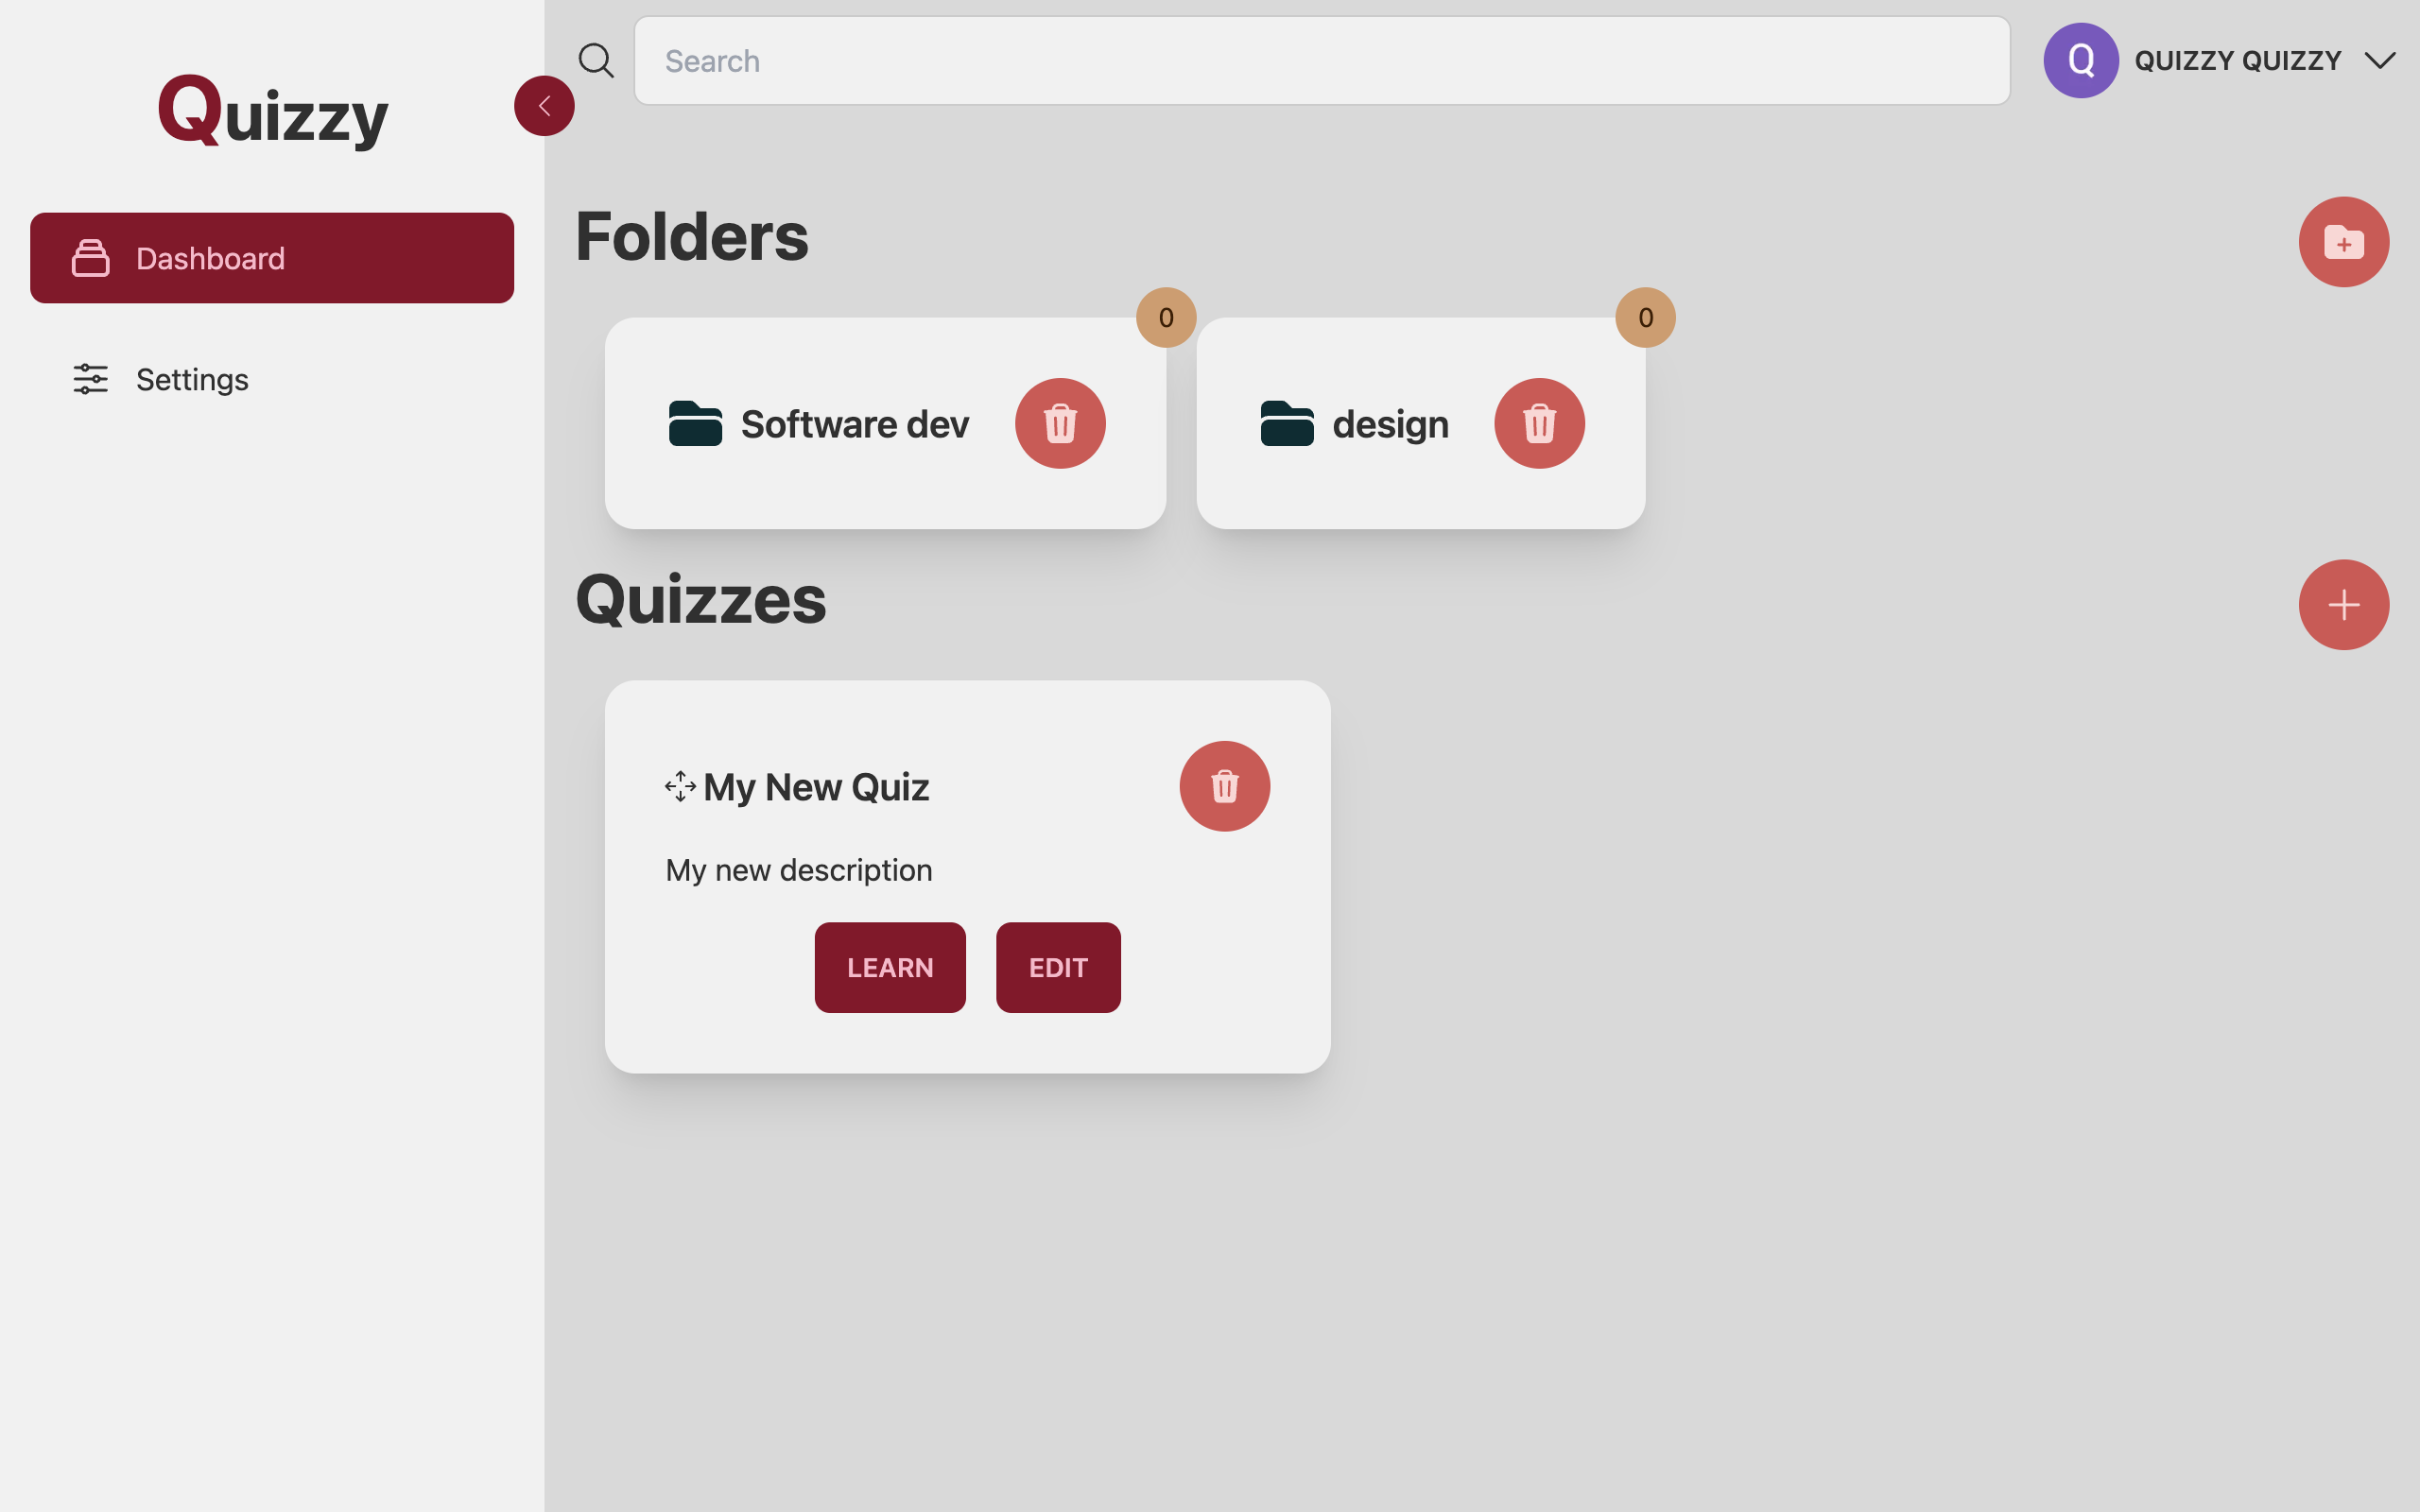 Quizzy
Dashboard
Settings
Search
Q
QUIZZY QUIZZY
Folders
0
0
Software dev
design
Quizzes
My New Quiz
My new description
LEARN
EDIT